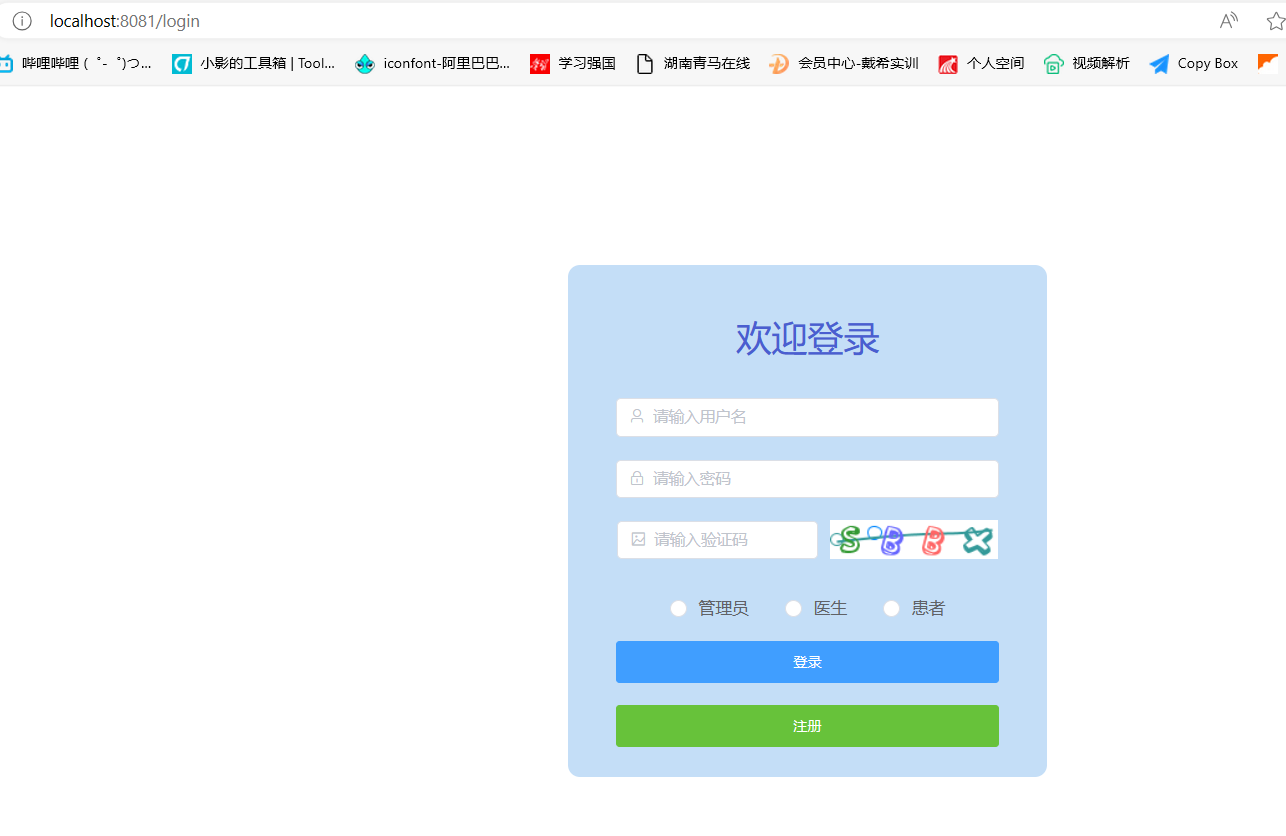 localhost:8081/login
哔哩哔哩 (゜-゜)つ... 小影的工具箱 | Tool... iconfont-阿里巴巴... 学习强国 湖南青马在线 会员中心-戴希实训 个人空间 视频解析 Copy Box
欢迎登录
请输入用户名
请输入密码
请输入验证码 SBBX
管理员 医生 患者
登录
注册